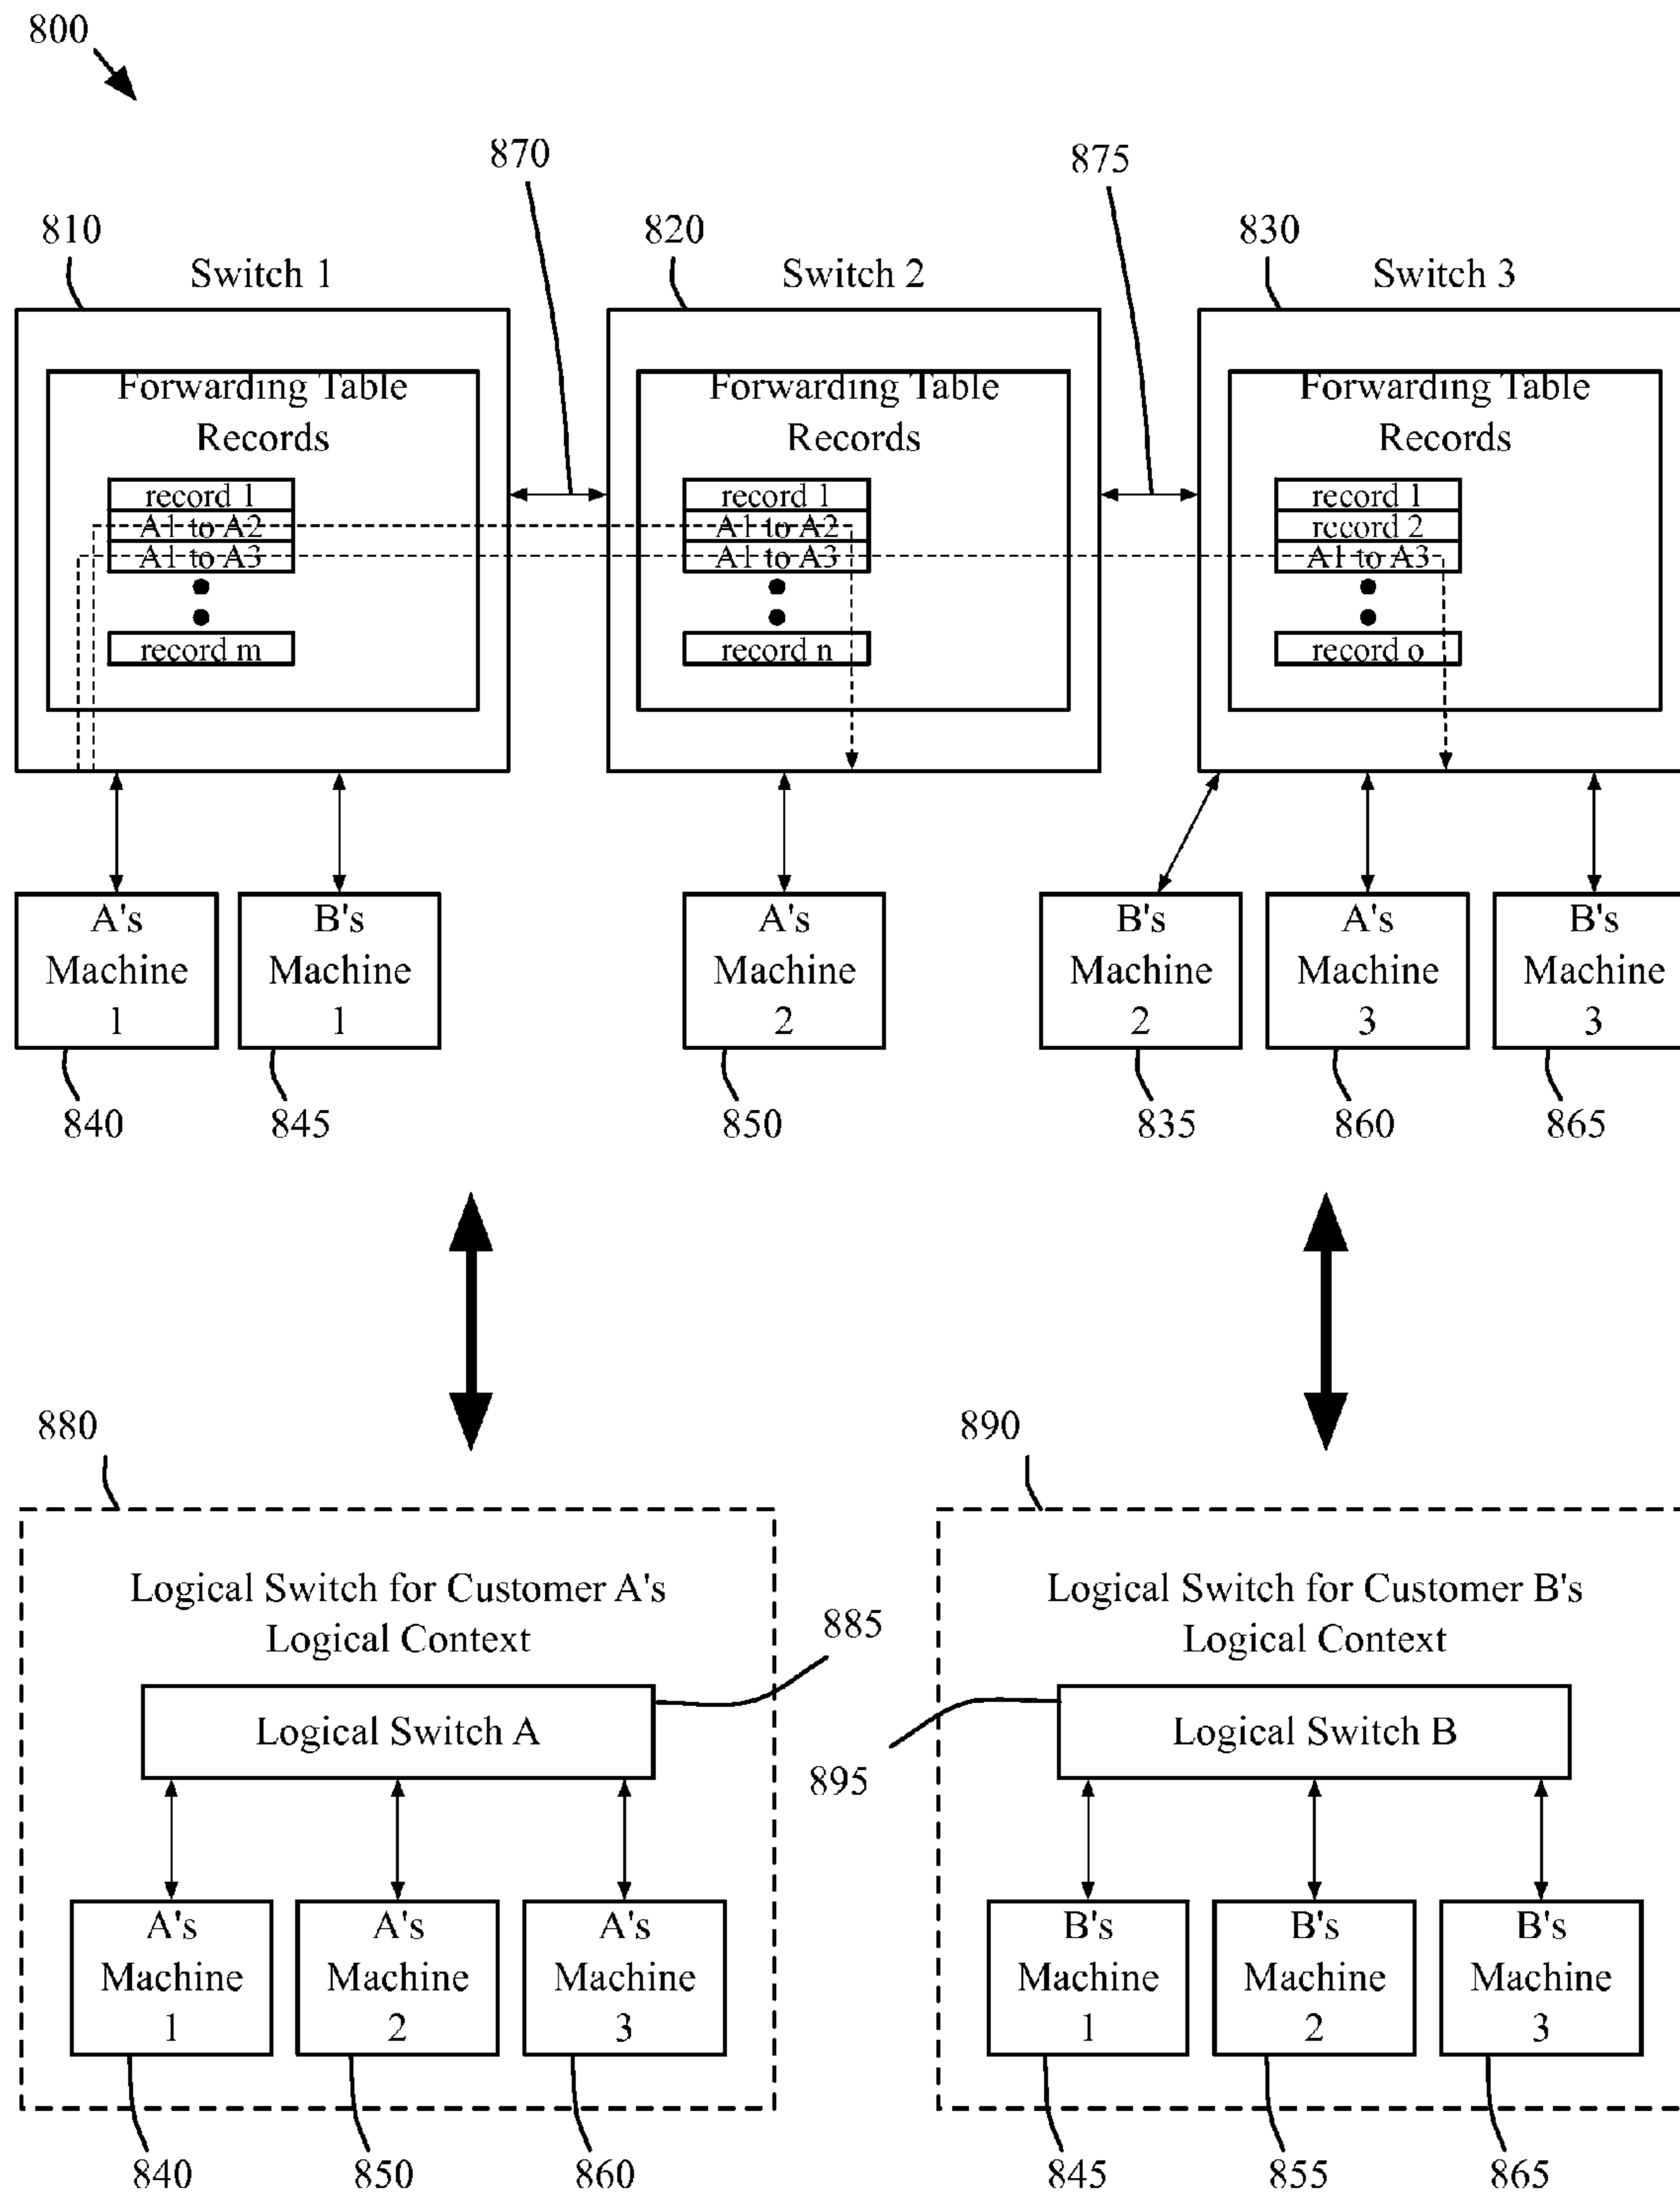 800
870
875
810
820
830
Switch 1
Switch 2
Switch 3
Forwarding Table
Records
record 1
A1 to A2
A1 to A3
record m
Forwarding Table
Records
record 1
A1 to A2
A1 to A3
record n
Forwarding Table
Records
record 1
record 2
A1 to A3
record o
A's
Machine
1
B's
Machine
1
A's
Machine
2
B's
Machine
2
A's
Machine
3
B's
Machine
3
840
845
850
835
860
865
880
890
Logical Switch for Customer A's
Logical Context
885
Logical Switch A
Logical Switch for Customer B's
Logical Context
895
Logical Switch B
A's
Machine
1
A's
Machine
2
A's
Machine
3
B's
Machine
1
B's
Machine
2
B's
Machine
3
840
850
860
845
855
865